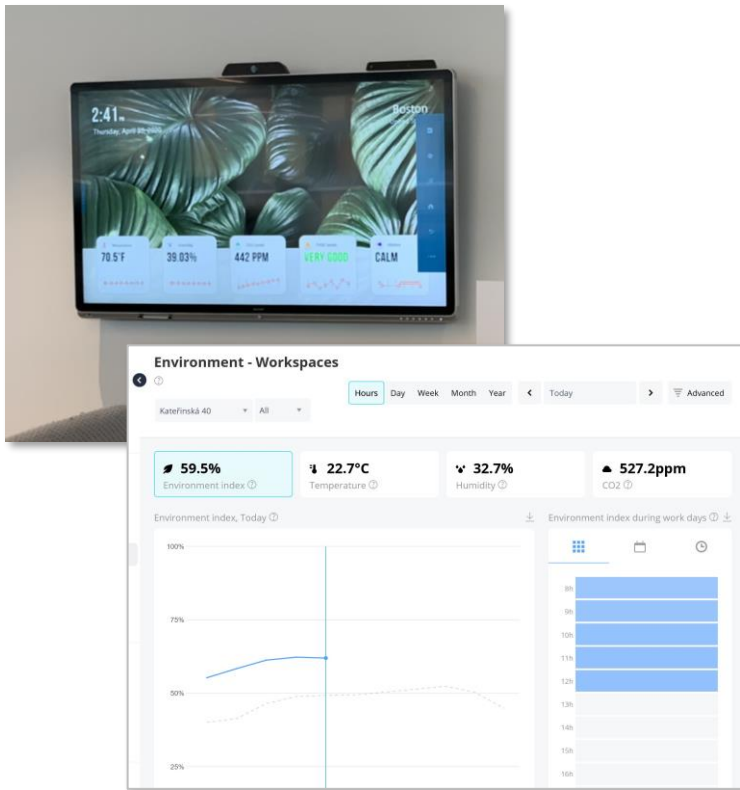 2:41
Boston
Thursday, April 20,
70.5°F
39.03%
442 PPM
VERY GOOD
CALM
Environment - Workspaces
Hours Day Week Month Year Today Advanced
Kateřinská 40 All
59.5%
Environment index
22.7°C
Temperature
32.7%
Humidity
527.2ppm
CO2
Environment index, Today
Environment index during work days
100%
75%
50%
25%
8h
9h
10h
11h
12h
13h
14h
15h
16h